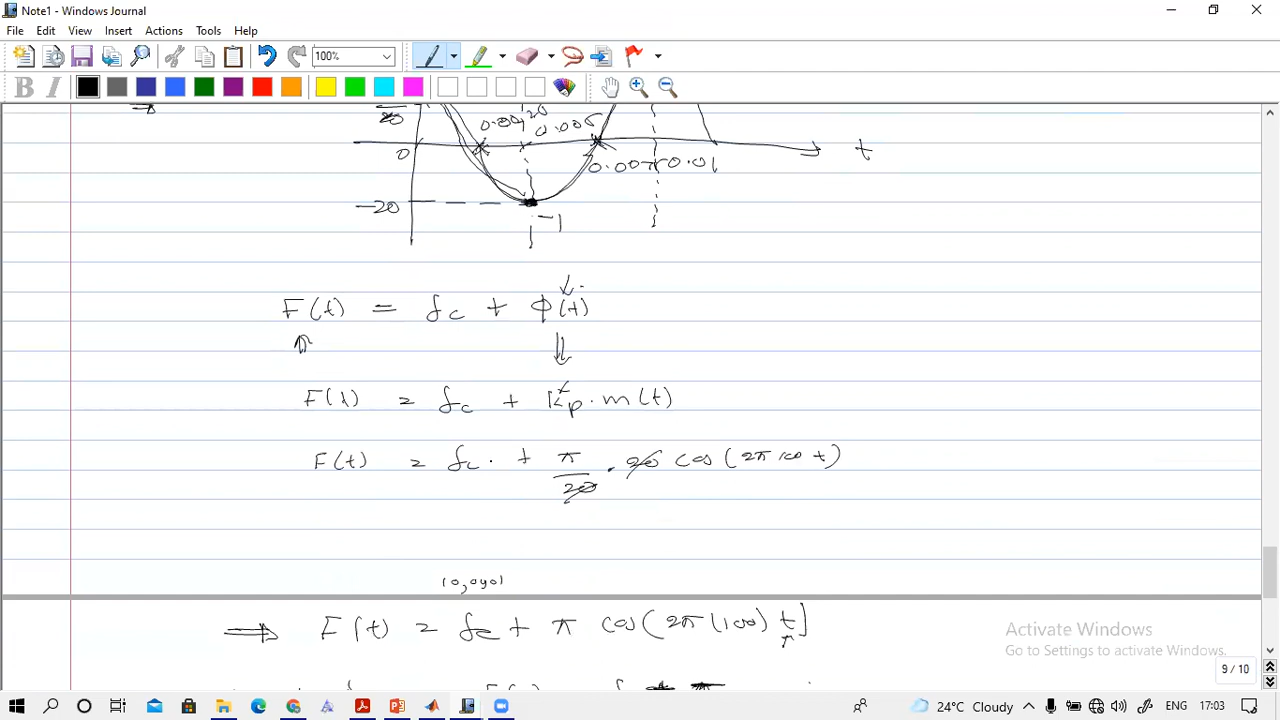 Note1 - Windows Journal
File Edit View Insert Actions Tools Help
100%
B I
20
0.005
0
0.01
t
-20
-1
F(t) = fc + Φ(t)
F(t) = fc + Kp · m(t)
F(t) = fc · + π/20 · 20 cos(2π 100 t)
⇒ F(t) = fc + π cos(2π(100) t]
Activate Windows
Go to Settings to activate Windows.
9 / 10
24°C Cloudy ENG 17:03